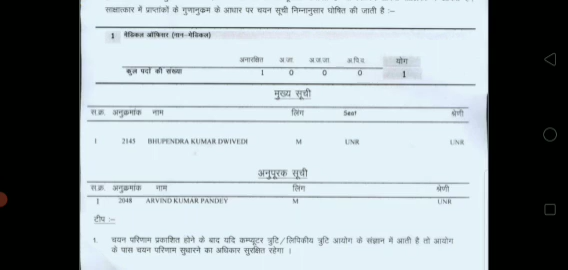 साक्षात्कार में प्राप्तांकों के गुणानुक्रम के आधार पर चयन सूची निम्नानुसार घोषित की जाती है :–
1 मेडिकल ऑफिसर (नान-मेडिकल)
अनारक्षित अ.जा. अ.ज.जा. अ.पि.व. योग
कुल पदों की संख्या 1 0 0 0 1
मुख्य सूची
स.क्र. अनुक्रमांक नाम लिंग Seat श्रेणी
1 2145 BHUPENDRA KUMAR DWIVEDI M UNR UNR
अनुपूरक सूची
स.क्र. अनुक्रमांक नाम लिंग श्रेणी
1 2048 ARVIND KUMAR PANDEY M UNR
टीप :–
1. चयन परिणाम प्रकाशित होने के बाद यदि कम्प्यूटर त्रुटि/लिपिकीय त्रुटि आयोग के संज्ञान में आती है तो आयोग
के पास चयन परिणाम सुधारने का अधिकार सुरक्षित रहेगा ।